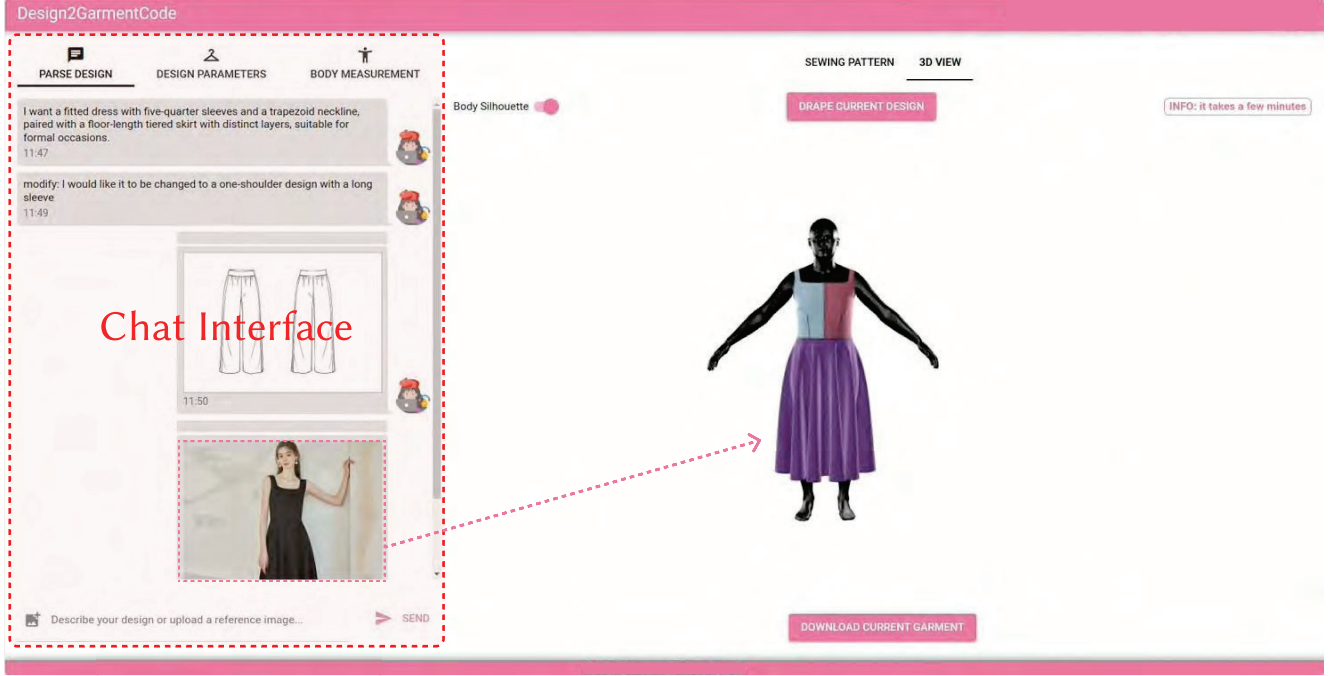 Design2GarmentCode
PARSE DESIGN
DESIGN PARAMETERS
BODY MEASUREMENT
I want a fitted dress with five-quarter sleeves and a trapezoid neckline,
paired with a floor-length tiered skirt with distinct layers, suitable for
formal occasions.
11:47
modify: I would like it to be changed to a one-shoulder design with a long
sleeve
11:49
Chat Interface
11:50
Describe your design or upload a reference image...
SEND
SEWING PATTERN
3D VIEW
Body Silhouette
DRAPE CURRENT DESIGN
INFO: it takes a few minutes
DOWNLOAD CURRENT GARMENT